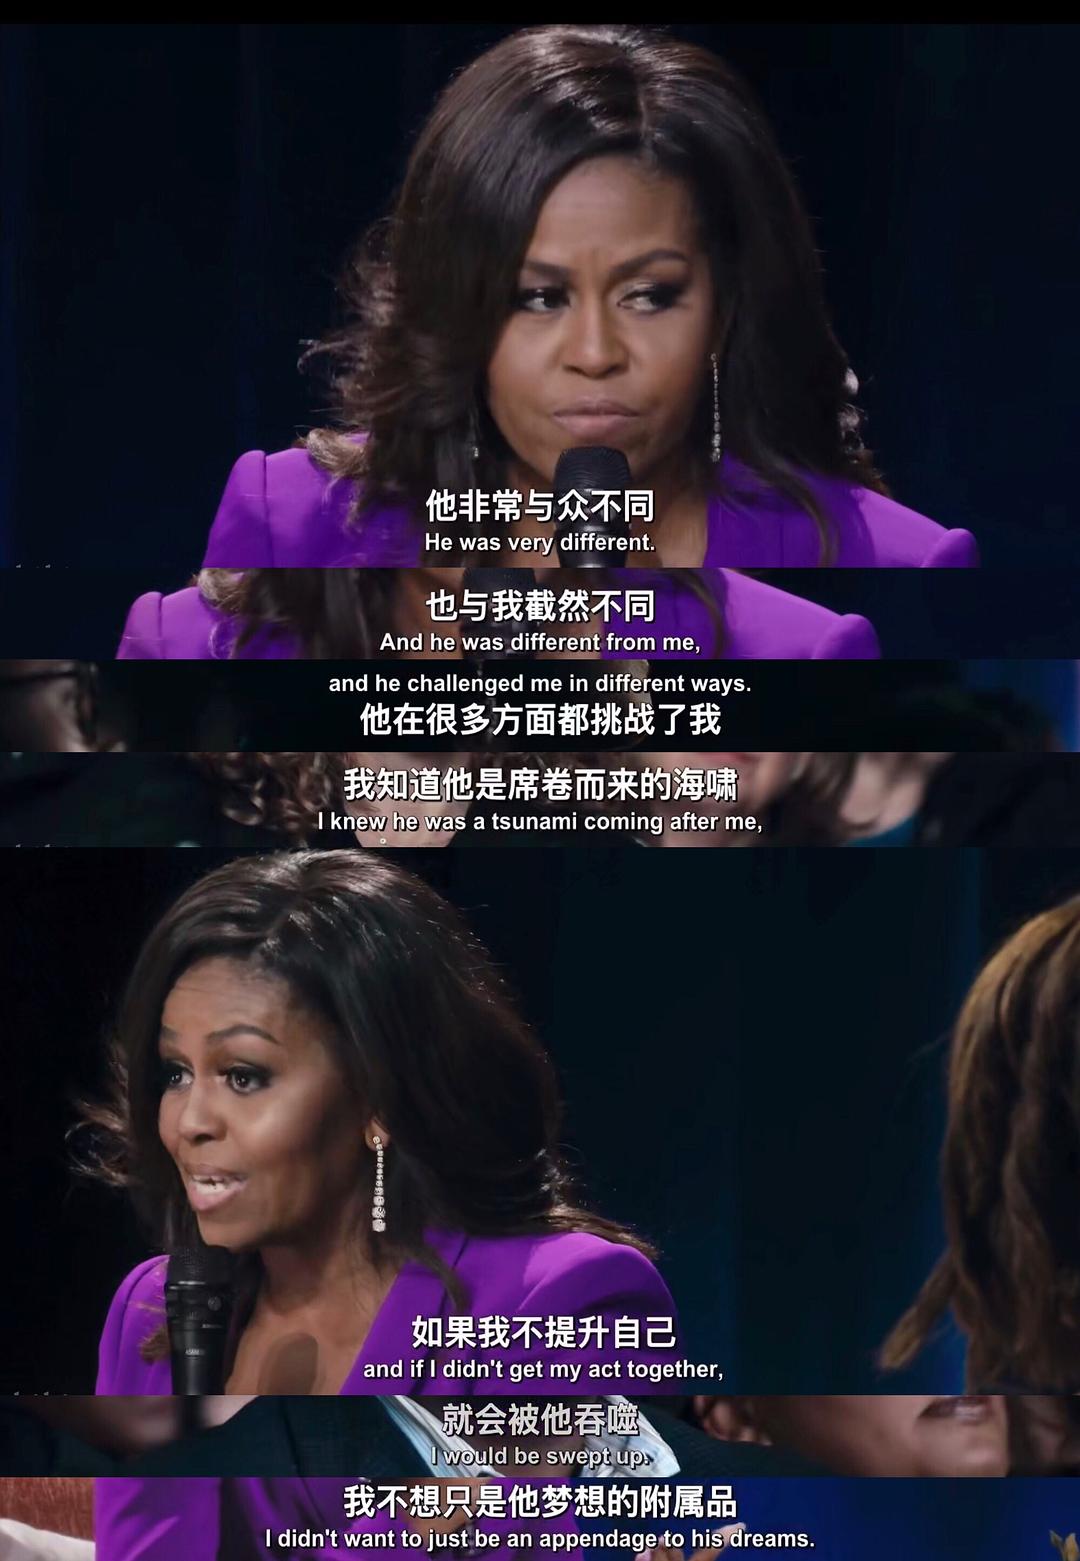 他非常与众不同
He was very different.
也与我截然不同
And he was different from me,
and he challenged me in different ways.
他在很多方面都挑战了我
我知道他是席卷而来的海啸
I knew he was a tsunami coming after me,
如果我不提升自己
and if I didn't get my act together,
就会被他吞噬
I would be swept up.
我不想只是他梦想的附属品
I didn't want to just be an appendage to his dreams.